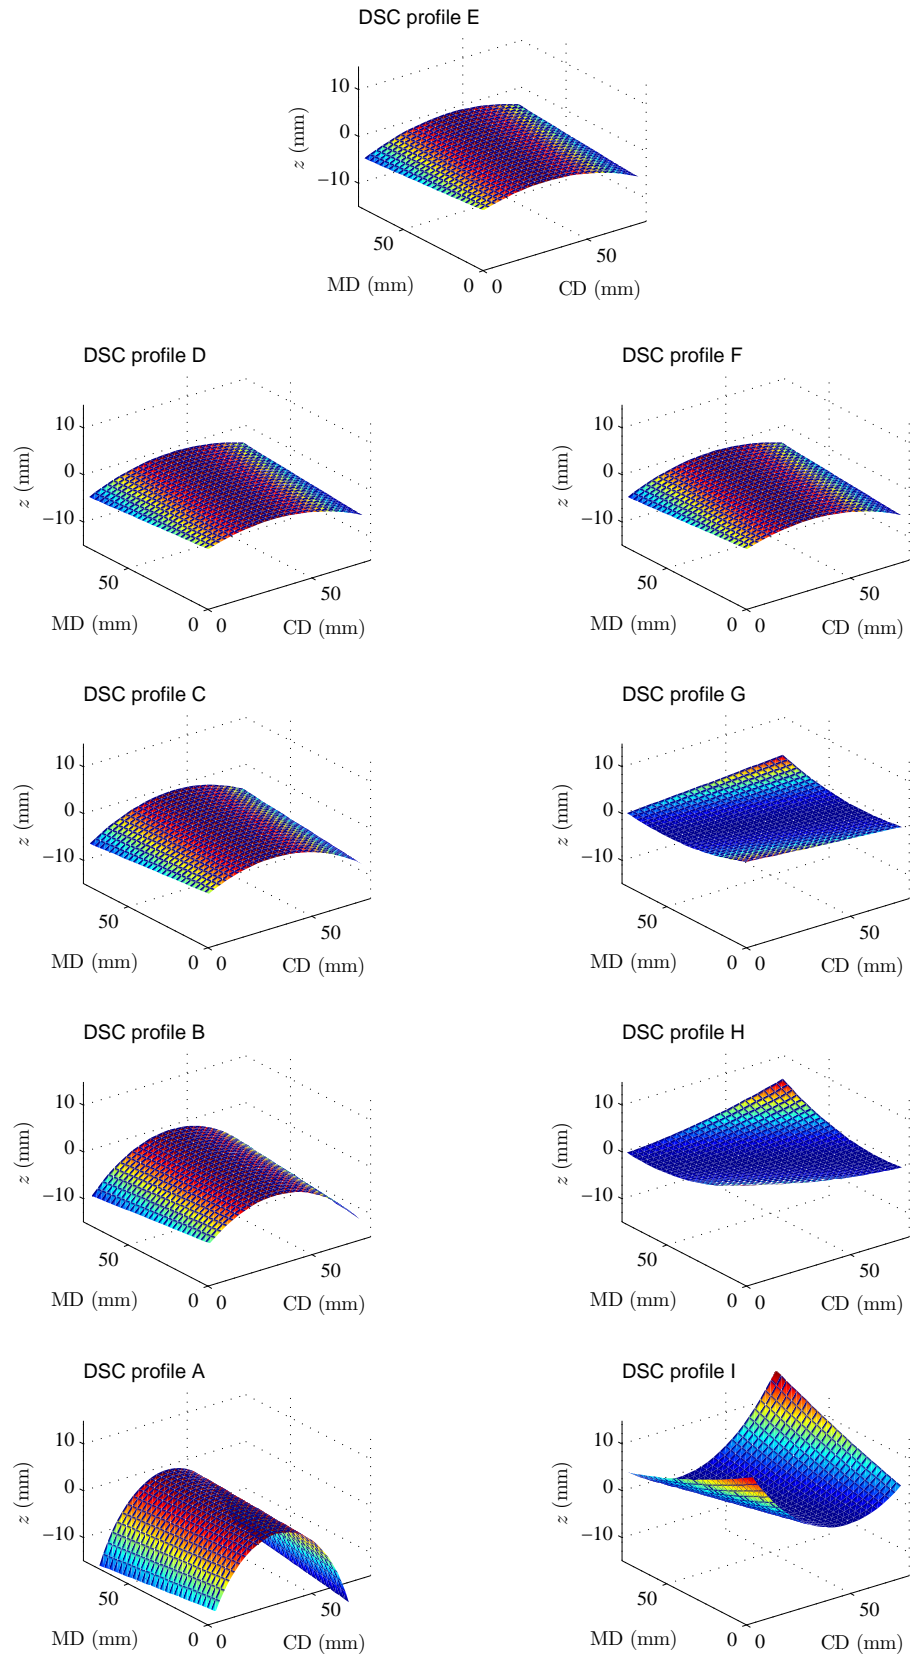 DSC profile E
10
0
−10
z (mm)
50
50
MD (mm)
0 0
CD (mm)
DSC profile D
DSC profile F
10
0
−10
z (mm)
50
50
MD (mm)
0 0
CD (mm)
10
0
−10
z (mm)
50
50
MD (mm)
0 0
CD (mm)
DSC profile C
DSC profile G
10
0
−10
z (mm)
50
50
MD (mm)
0 0
CD (mm)
10
0
−10
z (mm)
50
50
MD (mm)
0 0
CD (mm)
DSC profile B
DSC profile H
10
0
−10
z (mm)
50
50
MD (mm)
0 0
CD (mm)
10
0
−10
z (mm)
50
50
MD (mm)
0 0
CD (mm)
DSC profile A
DSC profile I
10
0
−10
z (mm)
50
50
MD (mm)
0 0
CD (mm)
10
0
−10
z (mm)
50
50
MD (mm)
0 0
CD (mm)